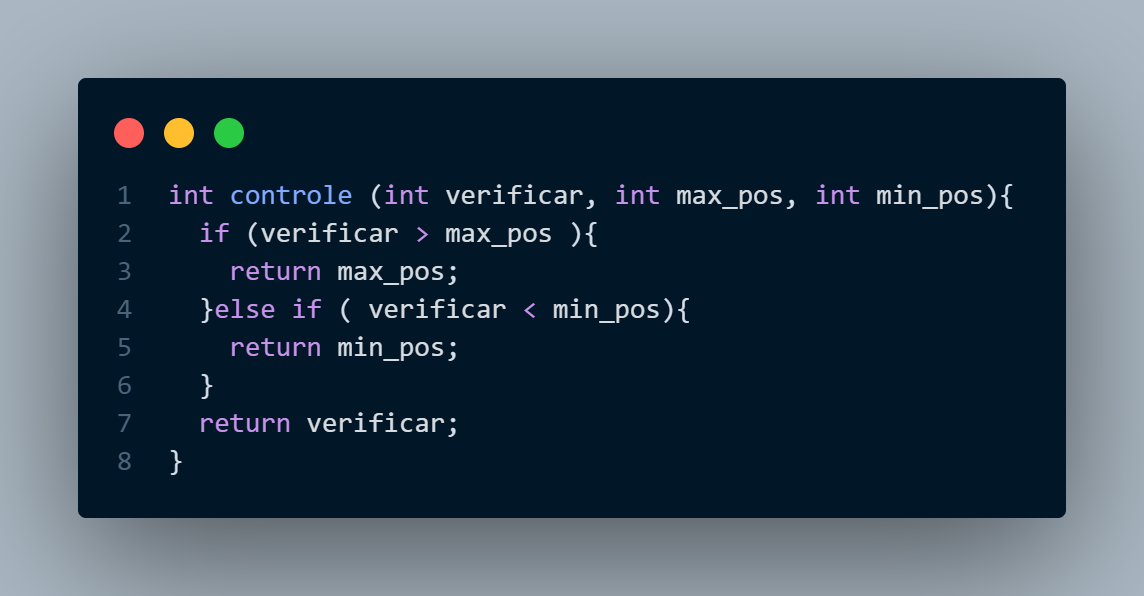 1 int controle (int verificar, int max_pos, int min_pos){
2   if (verificar > max_pos ){
3     return max_pos;
4   }else if ( verificar < min_pos){
5     return min_pos;
6   }
7   return verificar;
8 }